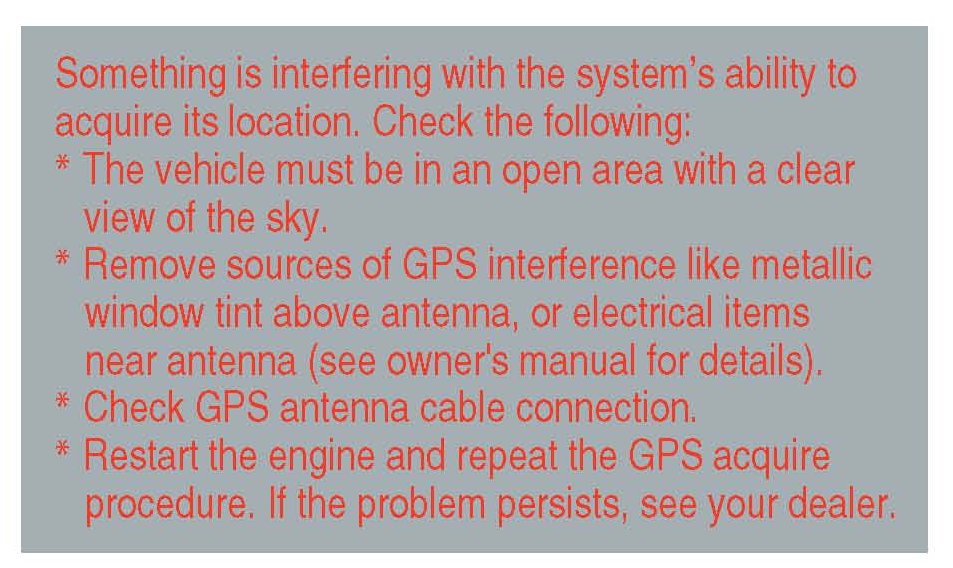 Something is interfering with the system’s ability to
acquire its location. Check the following:
* The vehicle must be in an open area with a clear
view of the sky.
* Remove sources of GPS interference like metallic
window tint above antenna, or electrical items
near antenna (see owner's manual for details).
* Check GPS antenna cable connection.
* Restart the engine and repeat the GPS acquire
procedure. If the problem persists, see your dealer.